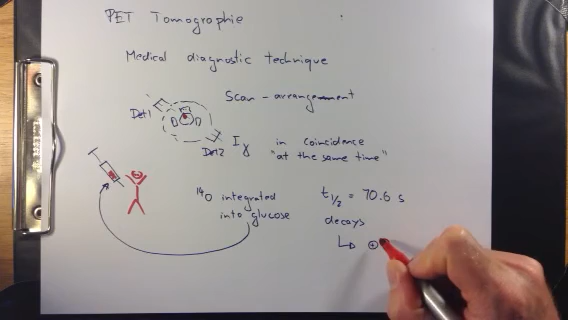 PET Tomographie
Medical diagnostic technique
Scan-arrangement
Det1
Det2 Iγ in coincidence
"at the same time"
¹⁴O integrated
into glucose
t1/2 = 70.6 s
decays
↳ ⊕